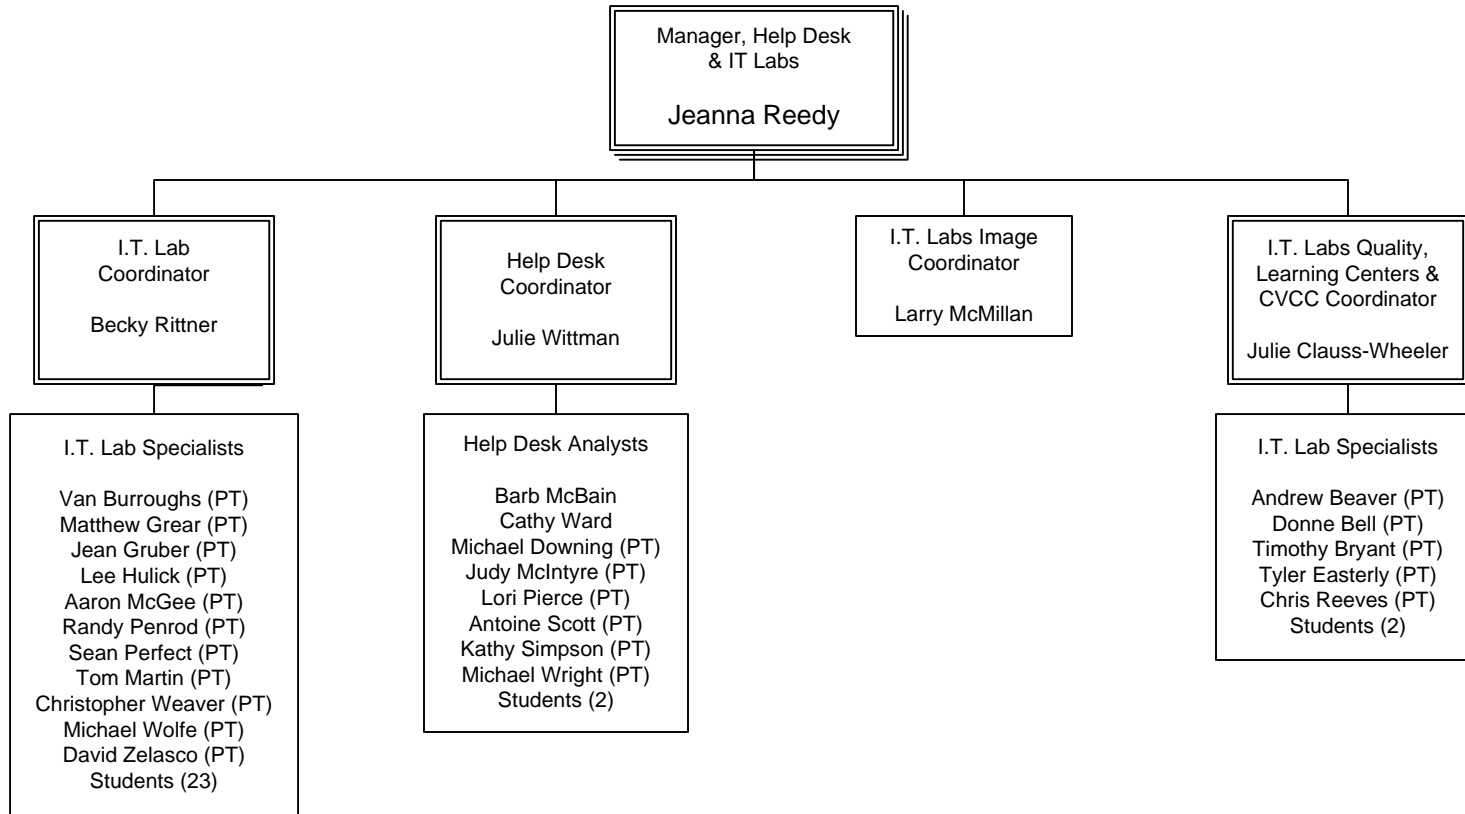 Manager, Help Desk
& IT Labs
Jeanna Reedy
I.T. Lab
Coordinator
Becky Rittner
Help Desk
Coordinator
Julie Wittman
I.T. Labs Image
Coordinator
Larry McMillan
I.T. Labs Quality,
Learning Centers &
CVCC Coordinator
Julie Clauss-Wheeler
I.T. Lab Specialists
Van Burroughs (PT)
Matthew Grear (PT)
Jean Gruber (PT)
Lee Hulick (PT)
Aaron McGee (PT)
Randy Penrod (PT)
Sean Perfect (PT)
Tom Martin (PT)
Christopher Weaver (PT)
Michael Wolfe (PT)
David Zelasco (PT)
Students (23)
Help Desk Analysts
Barb McBain
Cathy Ward
Michael Downing (PT)
Judy McIntyre (PT)
Lori Pierce (PT)
Antoine Scott (PT)
Kathy Simpson (PT)
Michael Wright (PT)
Students (2)
I.T. Lab Specialists
Andrew Beaver (PT)
Donne Bell (PT)
Timothy Bryant (PT)
Tyler Easterly (PT)
Chris Reeves (PT)
Students (2)